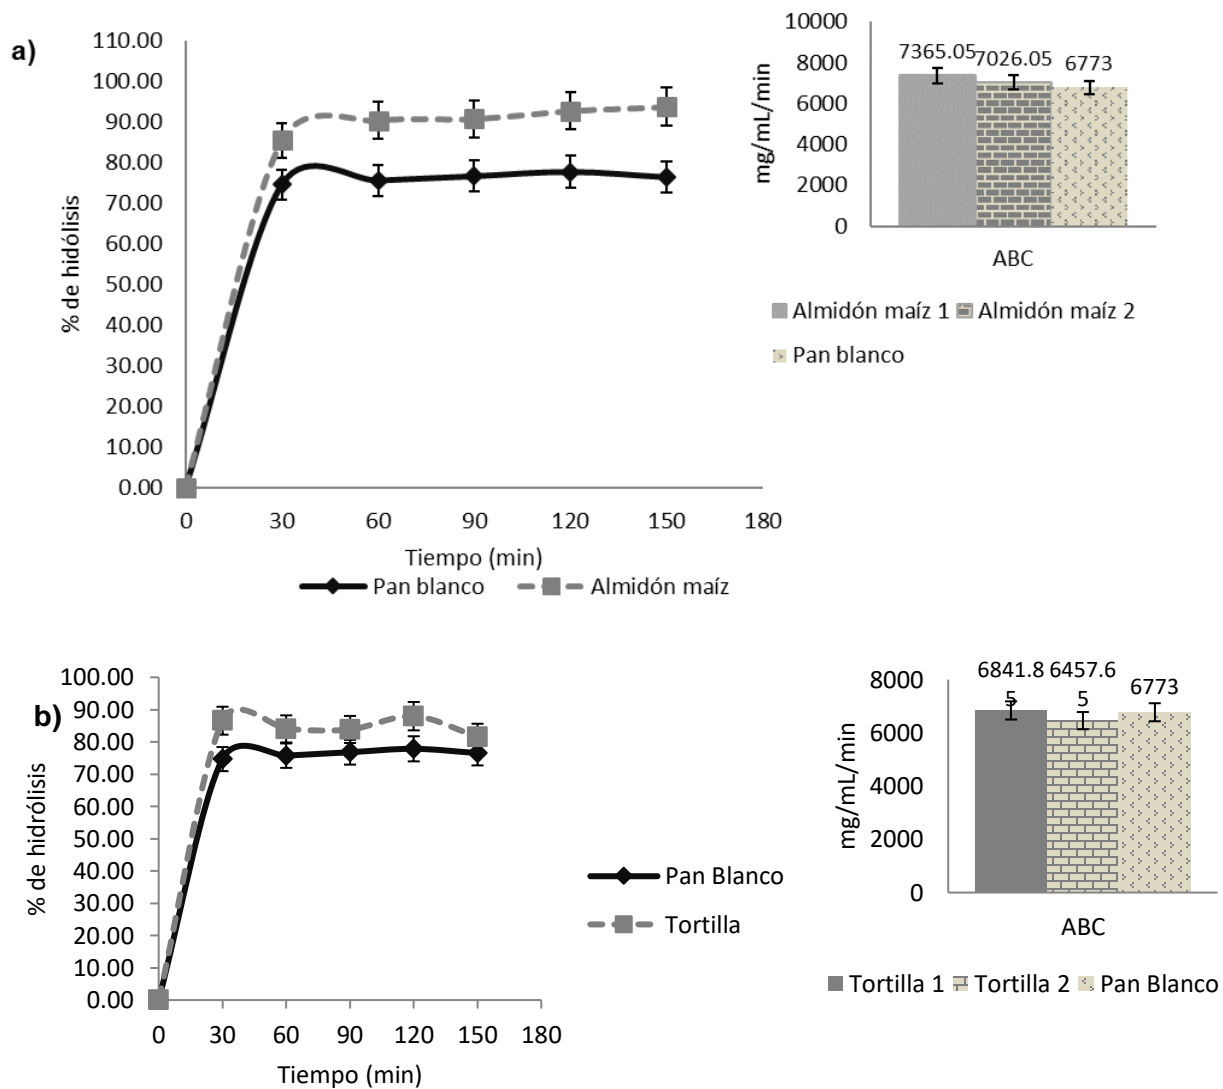 a)
110.00
100.00
90.00
80.00
70.00
60.00
50.00
40.00
30.00
20.00
10.00
0.00
% de hidólisis
0 30 60 90 120 150 180
Tiempo (min)
Pan blanco Almidón maíz
10000
8000
6000
4000
2000
0
mg/mL/min
7365.05 7026.05 6773
ABC
Almidón maíz 1 Almidón maíz 2
Pan blanco
b)
100.00
90.00
80.00
70.00
60.00
50.00
40.00
30.00
20.00
10.00
0.00
% de hidrólisis
0 30 60 90 120 150 180
Tiempo (min)
Pan Blanco
Tortilla
8000
6000
4000
2000
0
mg/mL/min
6841.8 6457.6 6773
5 5
ABC
Tortilla 1 Tortilla 2 Pan Blanco